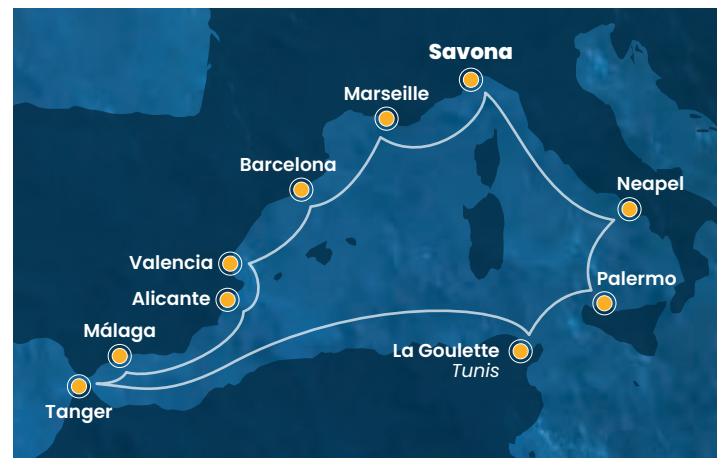 Savona
Marseille
Barcelona
Neapel
Valencia
Palermo
Alicante
Málaga
La Goulette
Tunis
Tanger